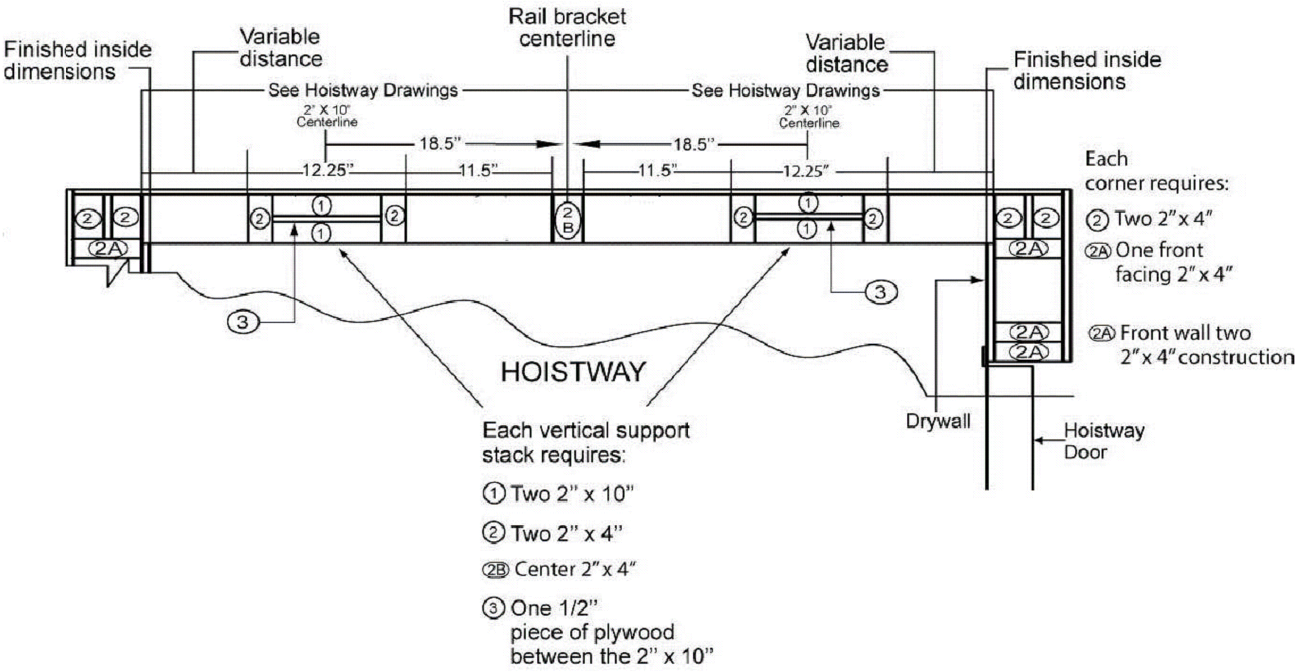 Rail bracket
centerline
Finished inside
dimensions
Variable
distance
Variable
distance
Finished inside
dimensions
See Hoistway Drawings
See Hoistway Drawings
2" X 10"
Centerline
2" X 10"
Centerline
18.5"
18.5"
12.25"
11.5"
11.5"
12.25"
Each
corner requires:
② Two 2" x 4"
2A One front
facing 2" x 4"
2A Front wall two
2" x 4" construction
2
2
2A
2
1
1
2
2
B
2
1
1
2
2
2
2A
2A
2A
3
3
HOISTWAY
Drywall
Hoistway
Door
Each vertical support
stack requires:
① Two 2" x 10"
② Two 2" x 4"
2B Center 2" x 4"
③ One 1/2"
piece of plywood
between the 2" x 10"